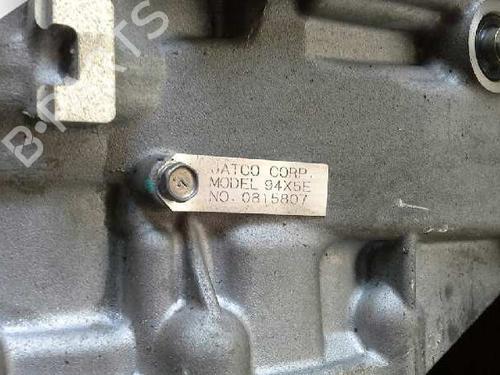 JATCO CORP.
MODEL 94X5E
NO. 0815807
B-PARTS